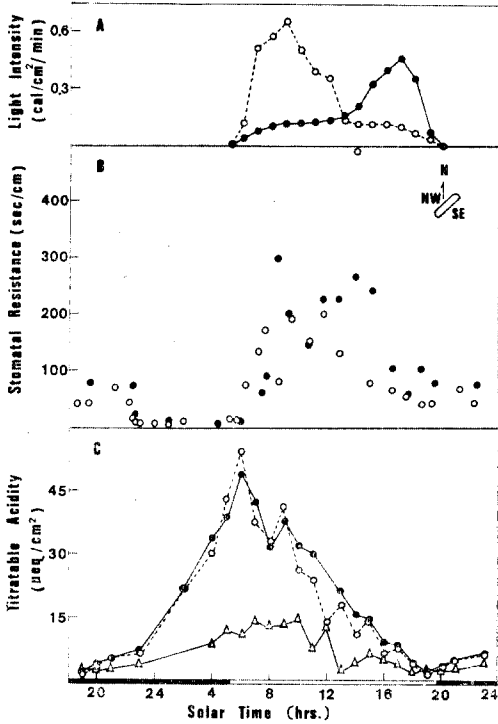 A
Light Intensity
(cal/cm²/min)
0.6
0.3
B
Stomatal Resistance (sec/cm)
400
300
200
100
N
NW
SE
C
Titratable Acidity
(μeq/cm²)
45
30
15
20 24 4 8 12 16 20 24
Solar Time (hrs.)